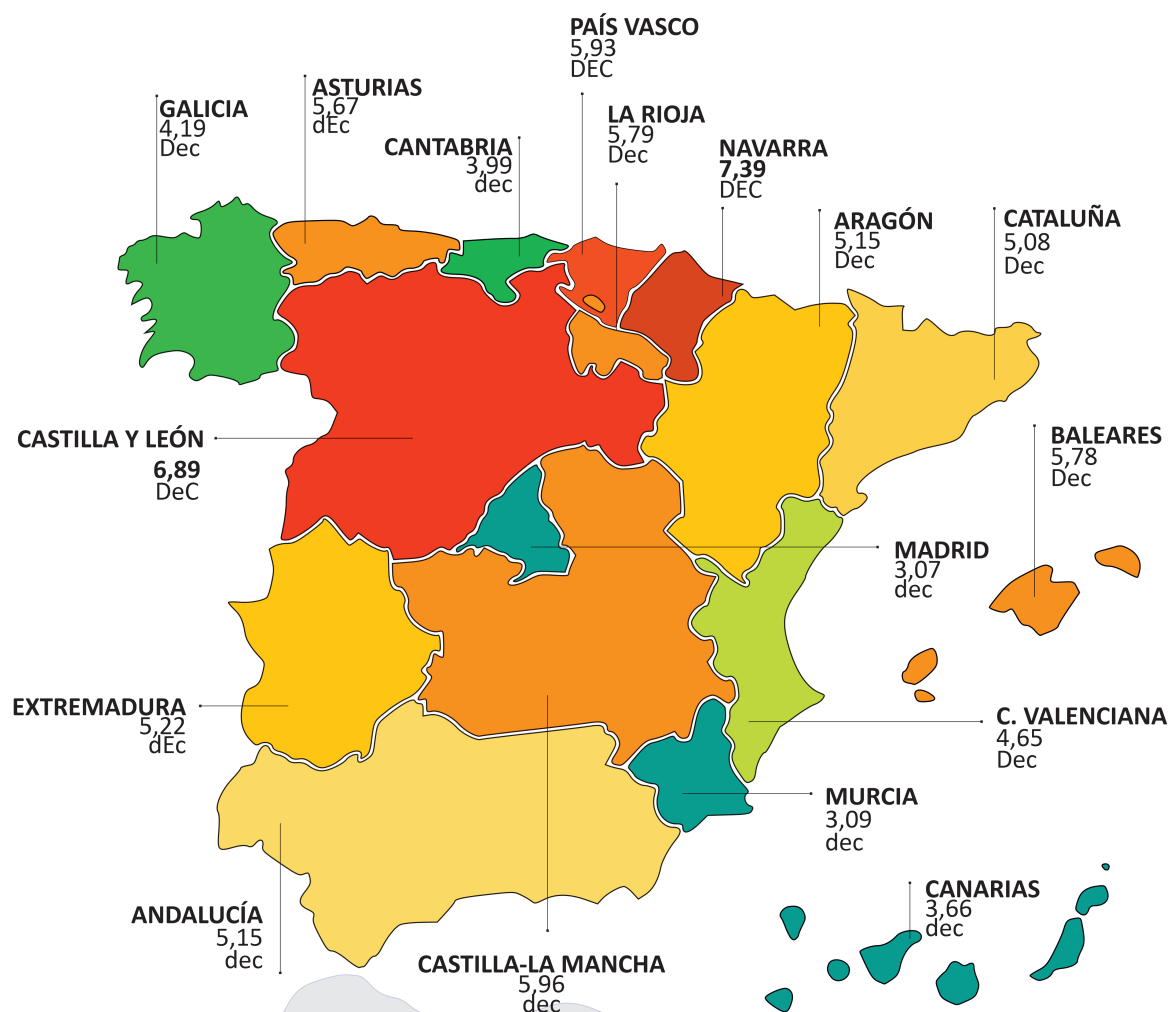 PAÍS VASCO
5,93
DEC
ASTURIAS
5,67
dEc
GALICIA
4,19
Dec
LA RIOJA
5,79
Dec
CANTABRIA
3,99
dec
NAVARRA
7,39
DEC
ARAGÓN
5,15
Dec
CATALUÑA
5,08
Dec
CASTILLA Y LEÓN
6,89
DeC
BALEARES
5,78
Dec
MADRID
3,07
dec
EXTREMADURA
5,22
dEc
C. VALENCIANA
4,65
Dec
MURCIA
3,09
dec
CANARIAS
3,66
dec
ANDALUCÍA
5,15
dec
CASTILLA-LA MANCHA
5,96
dec